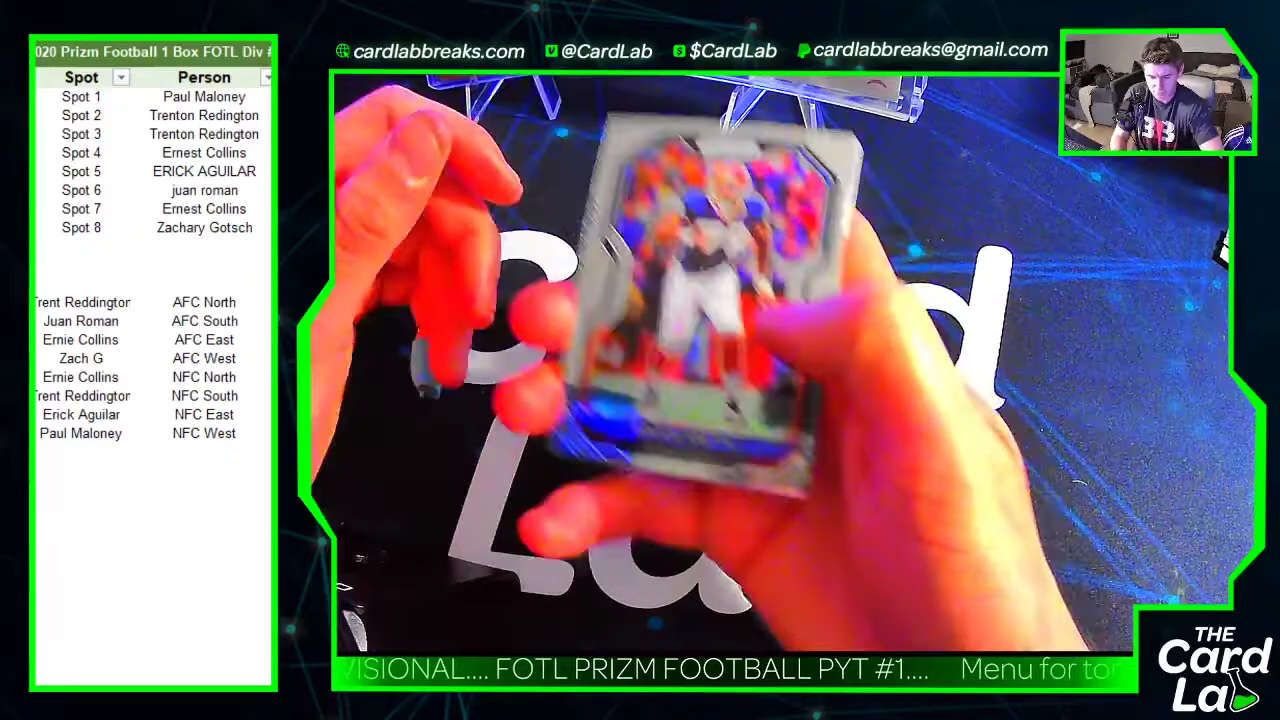 020 Prizm Football 1 Box FOTL Div #
Spot Person
Spot 1 Paul Maloney
Spot 2 Trenton Redington
Spot 3 Trenton Redington
Spot 4 Ernest Collins
Spot 5 ERICK AGUILAR
Spot 6 juan roman
Spot 7 Ernest Collins
Spot 8 Zachary Gotsch
Trent Reddington AFC North
Juan Roman AFC South
Ernie Collins AFC East
Zach G AFC West
Ernie Collins NFC North
Trent Reddington NFC South
Erick Aguilar NFC East
Paul Maloney NFC West
cardlabbreaks.com @CardLab $CardLab cardlabbreaks@gmail.com
VISIONAL.... FOTL PRIZM FOOTBALL PYT #1.... Menu for to
THE
Card
Lab